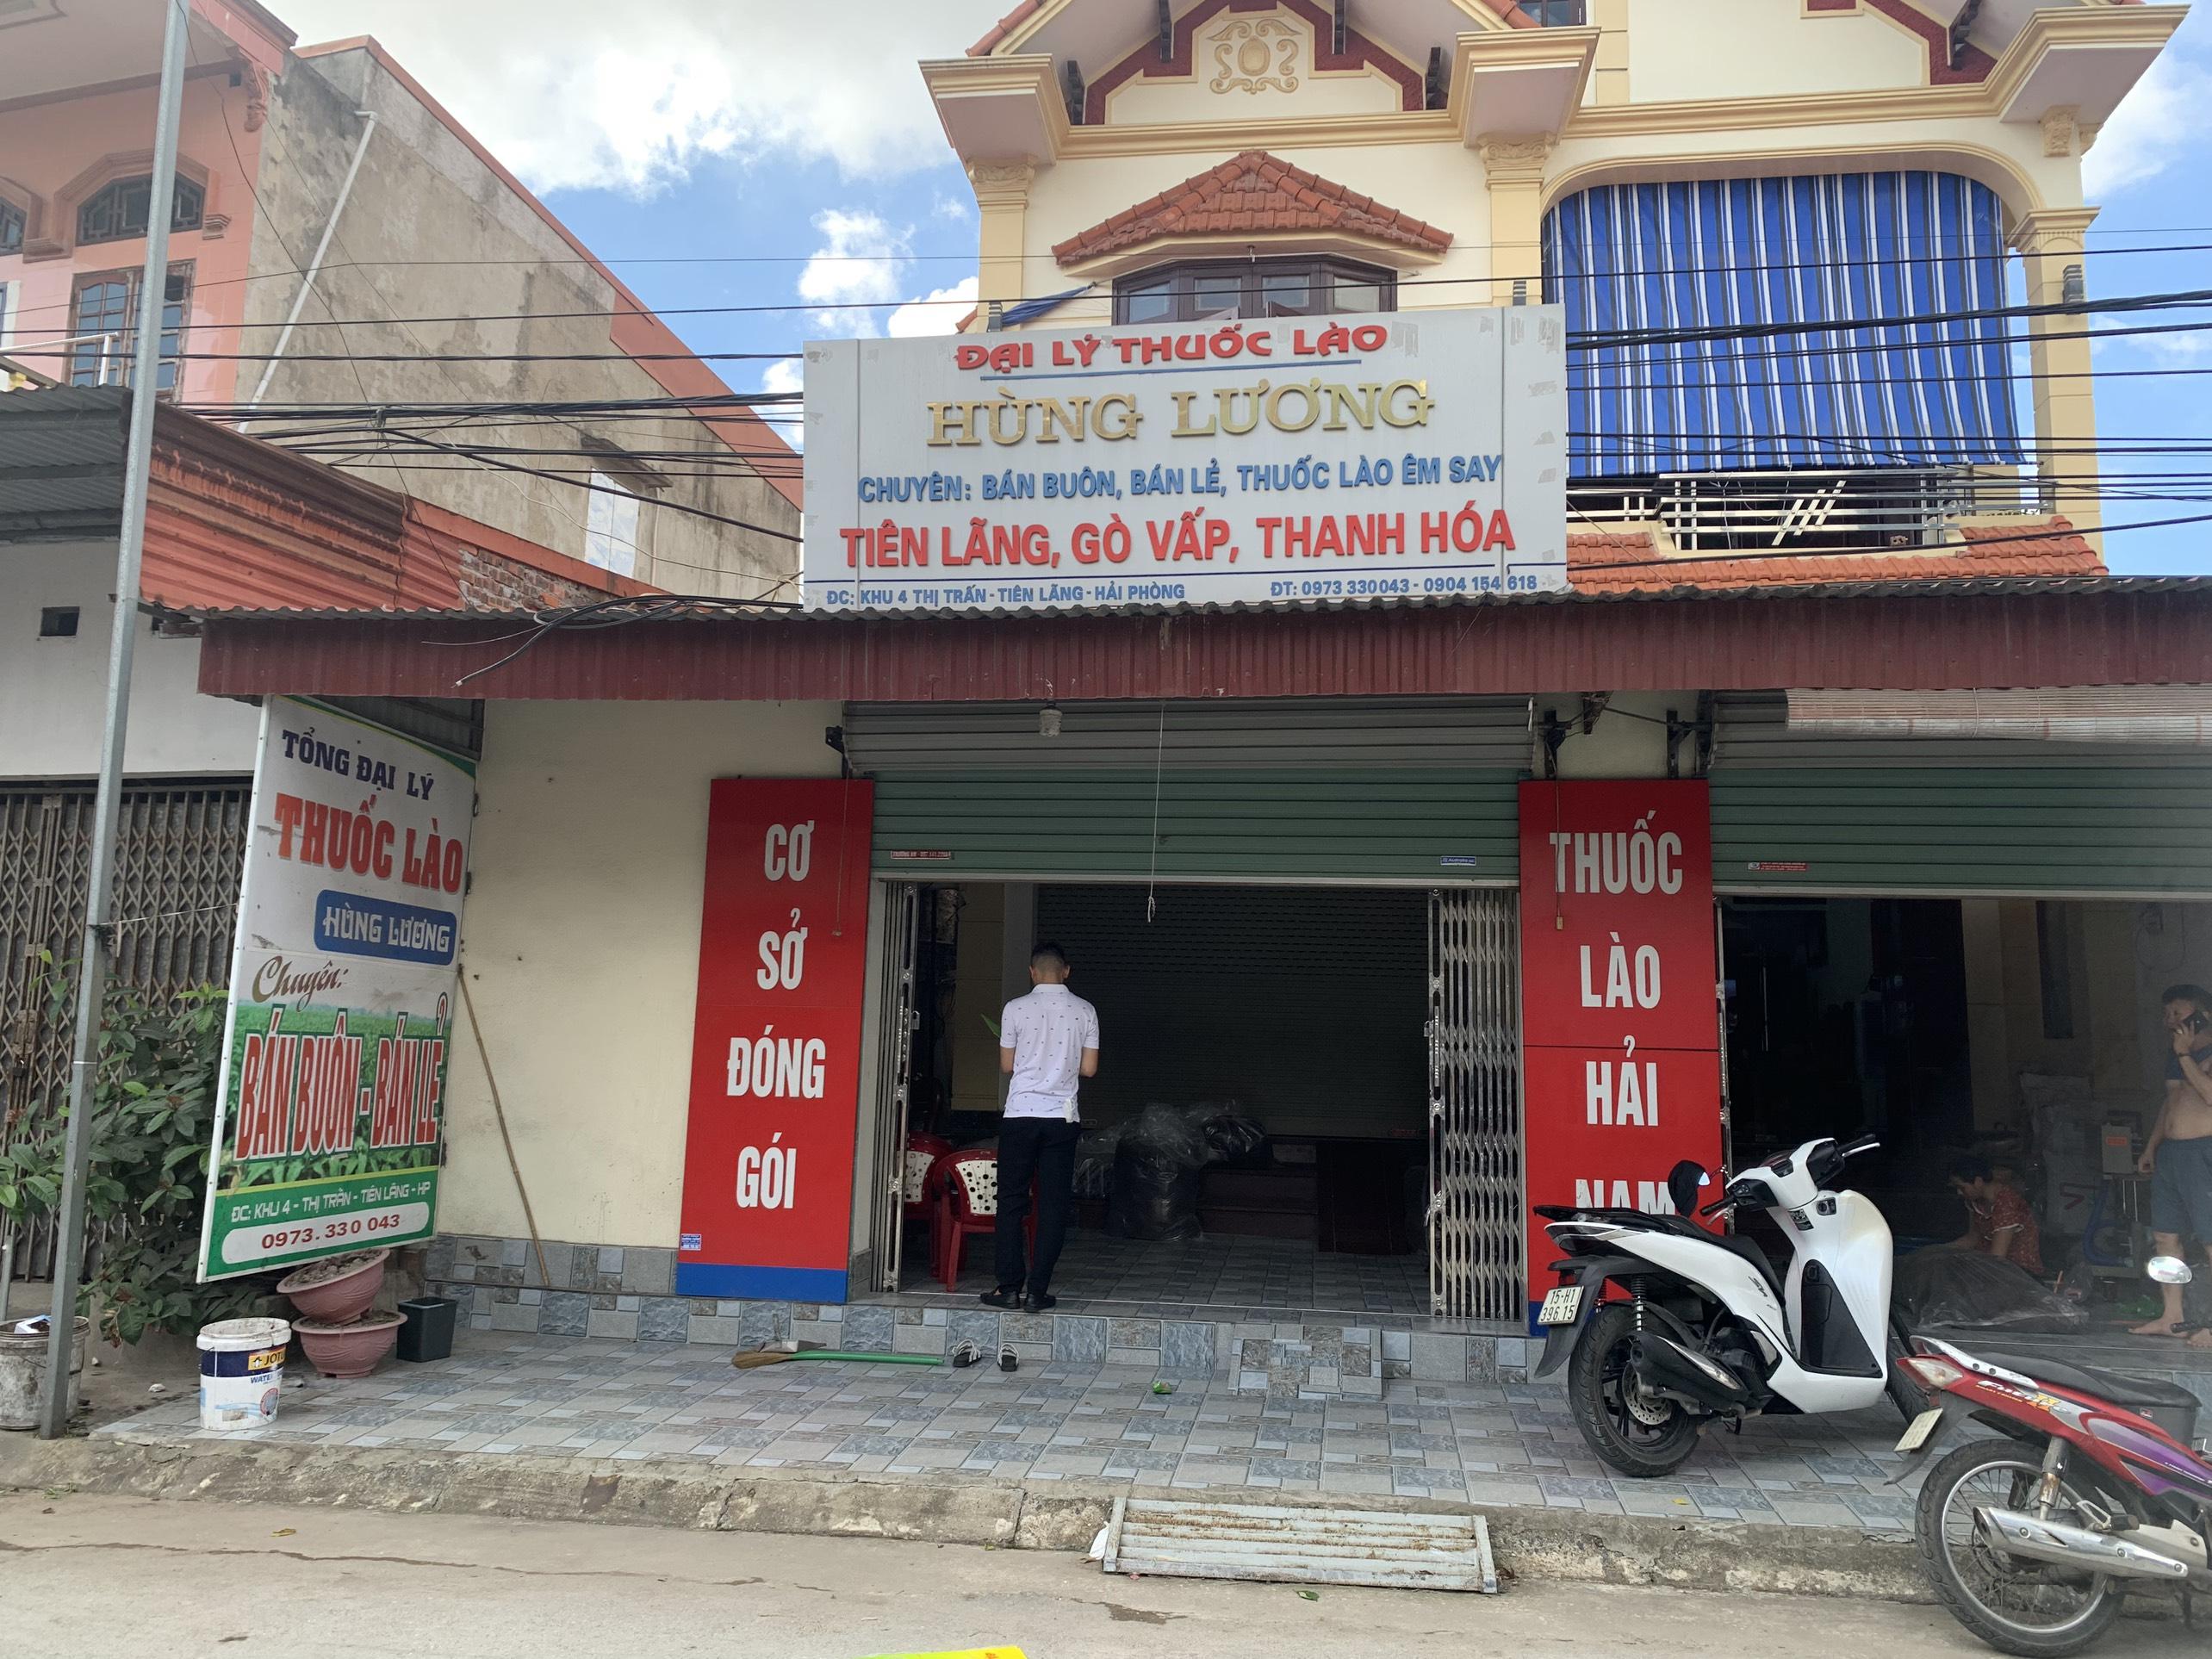 ĐẠI LÝ THUỐC LÀO
HÙNG LƯƠNG
CHUYÊN: BÁN BUÔN, BÁN LẺ, THUỐC LÀO ÊM SAY
TIÊN LÃNG, GÒ VẤP, THANH HÓA
ĐC: KHU 4 THỊ TRẤN - TIÊN LÃNG - HẢI PHÒNG ĐT: 0973 330043 - 0904 154 618
TỔNG ĐẠI LÝ
THUỐC LÀO
HÙNG LƯƠNG
Chuyên:
BÁN BUÔN - BÁN LẺ
ĐC: KHU 4 - THỊ TRẤN - TIÊN LÃNG - HP
0973.330 043
CƠ
SỞ
ĐÓNG
GÓI
THUỐC
LÀO
HẢI
NAM
15-H1
396.15